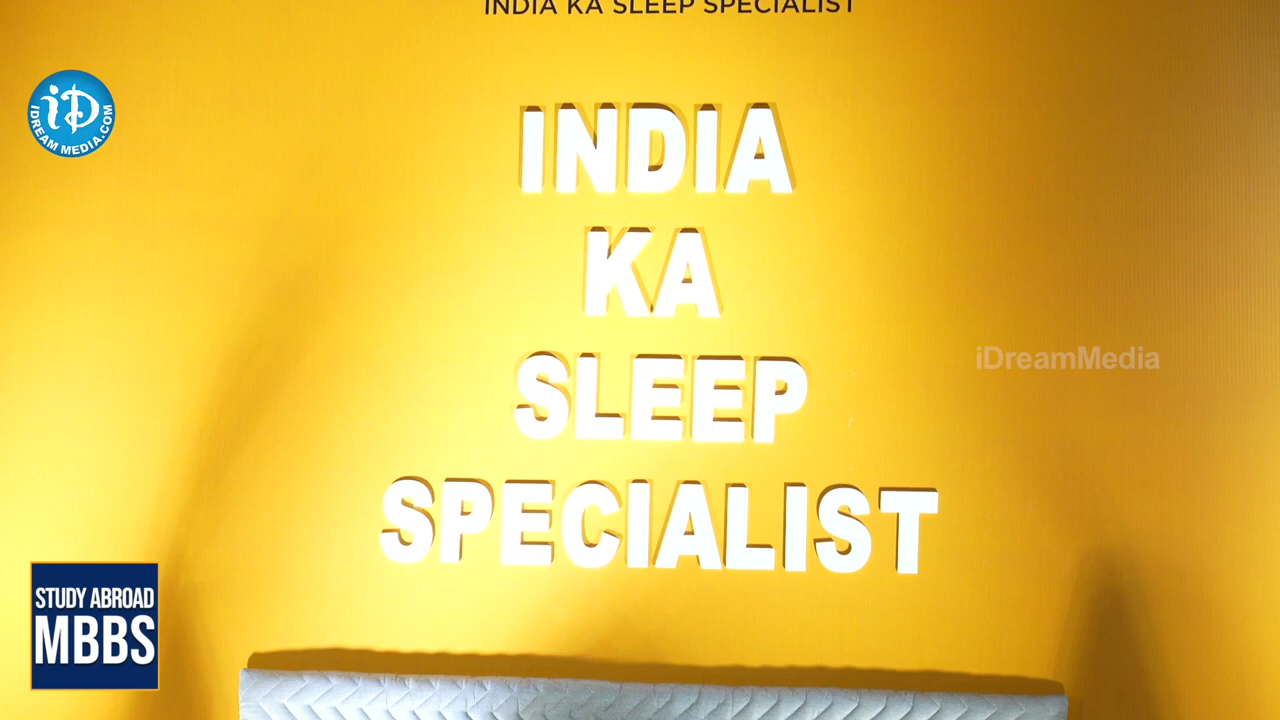 INDIA KA SLEEP SPECIALIST
iD
IDREAM MEDIA.COM
INDIA
KA
SLEEP
SPECIALIST
iDreamMedia
STUDY ABROAD
MBBS